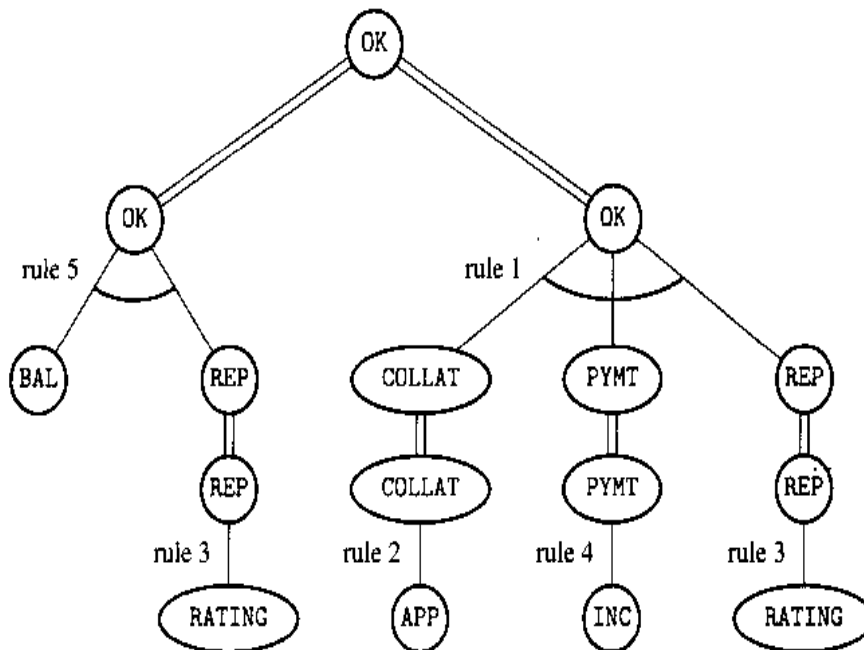 OK
OK OK
rule 5 rule 1
BAL REP COLLAT PYMT REP
REP COLLAT PYMT REP
rule 3 rule 2 rule 4 rule 3
RATING APP INC RATING